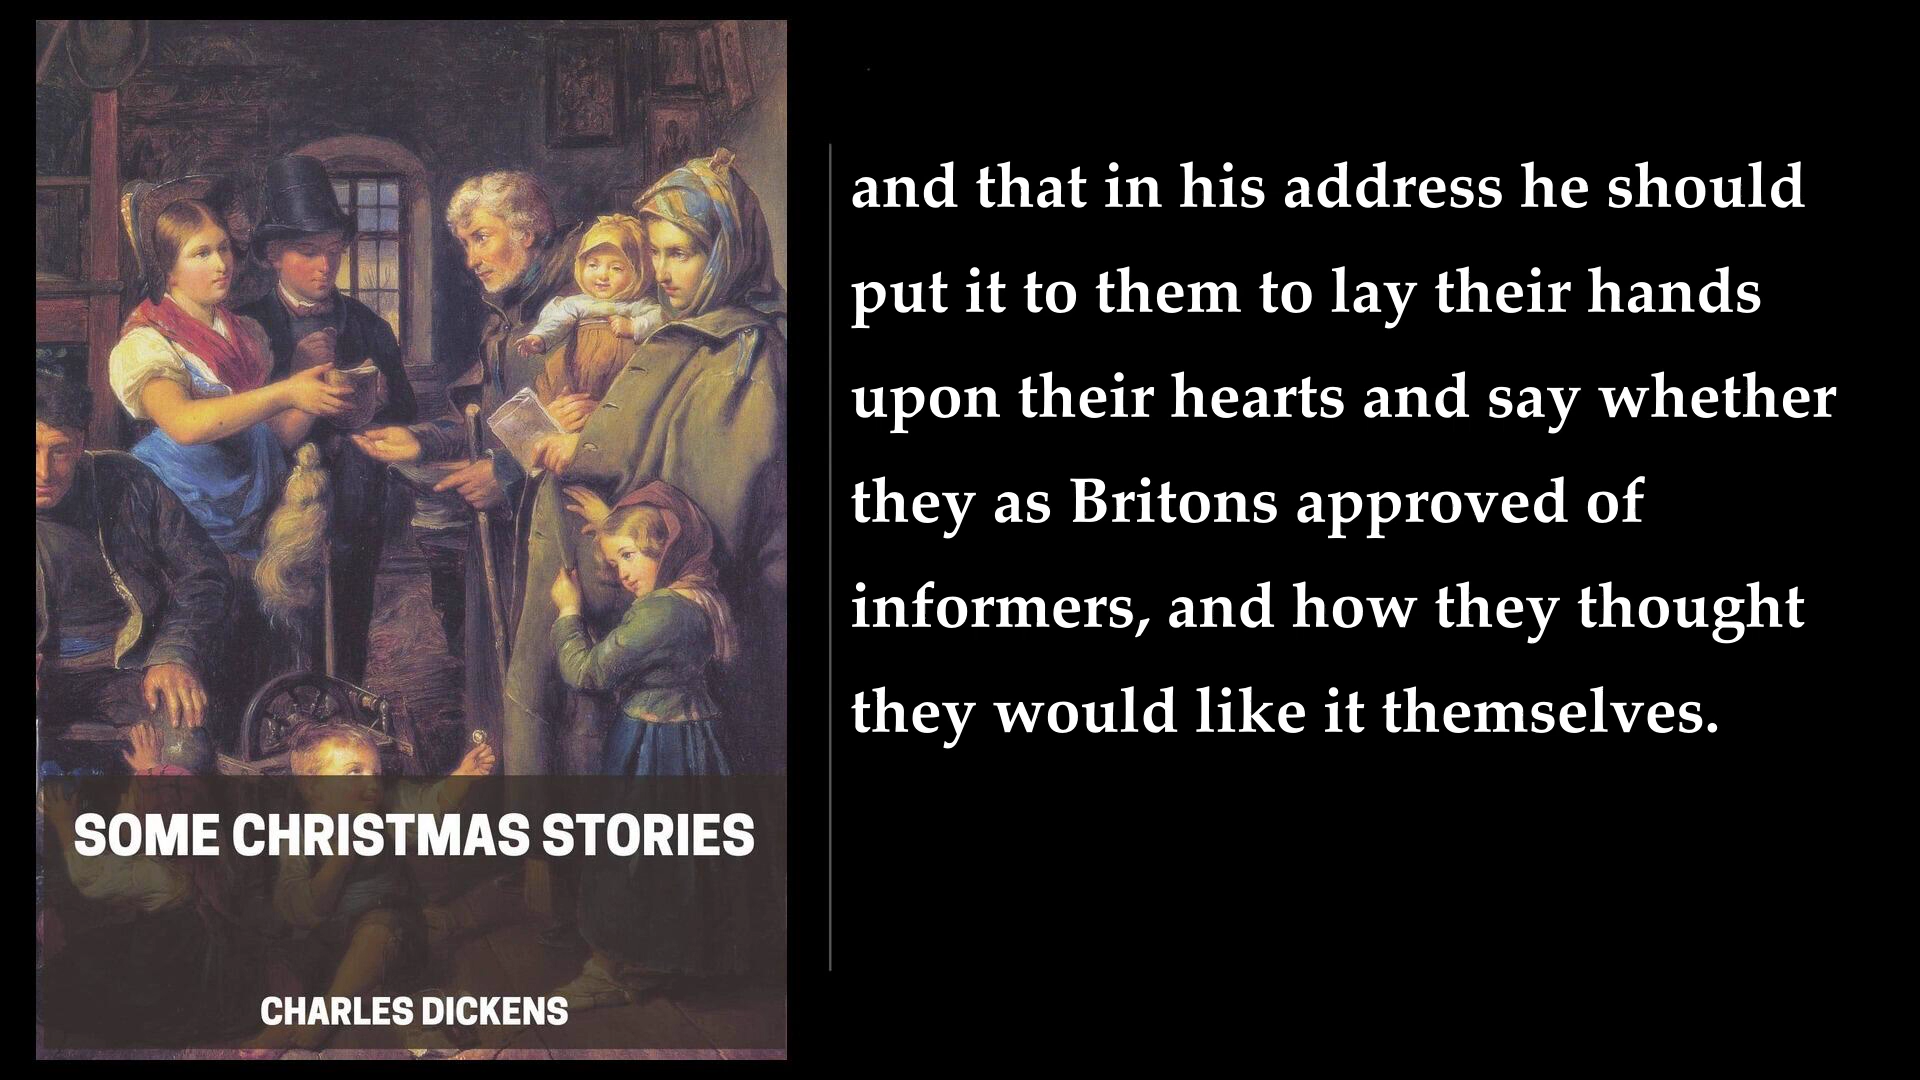 SOME CHRISTMAS STORIES
CHARLES DICKENS
and that in his address he should
put it to them to lay their hands
upon their hearts and say whether
they as Britons approved of
informers, and how they thought
they would like it themselves.